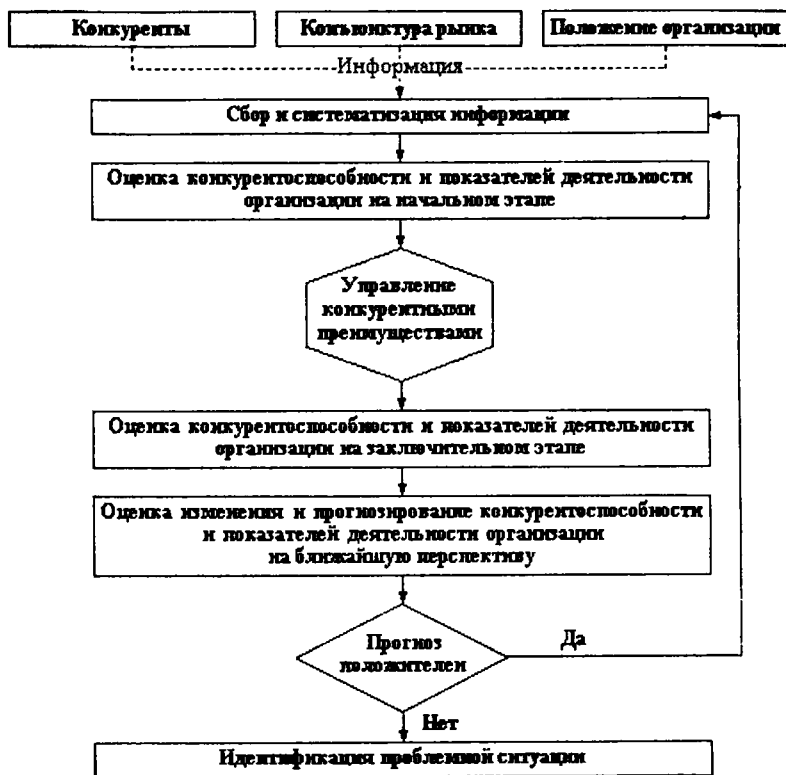 Конкуренты
Конъюнктура рынка
Положение организации
Информация
Сбор и систематизация информации
Оценка конкурентоспособности и показателей деятельности
организации на начальном этапе
Управление
конкурентными
преимуществами
Оценка конкурентоспособности и показателей деятельности
организации на заключительном этапе
Оценка изменения и прогнозирование конкурентоспособности
и показателей деятельности организации
на ближайшую перспективу
Прогноз
положителен
Да
Нет
Идентификация проблемной ситуации